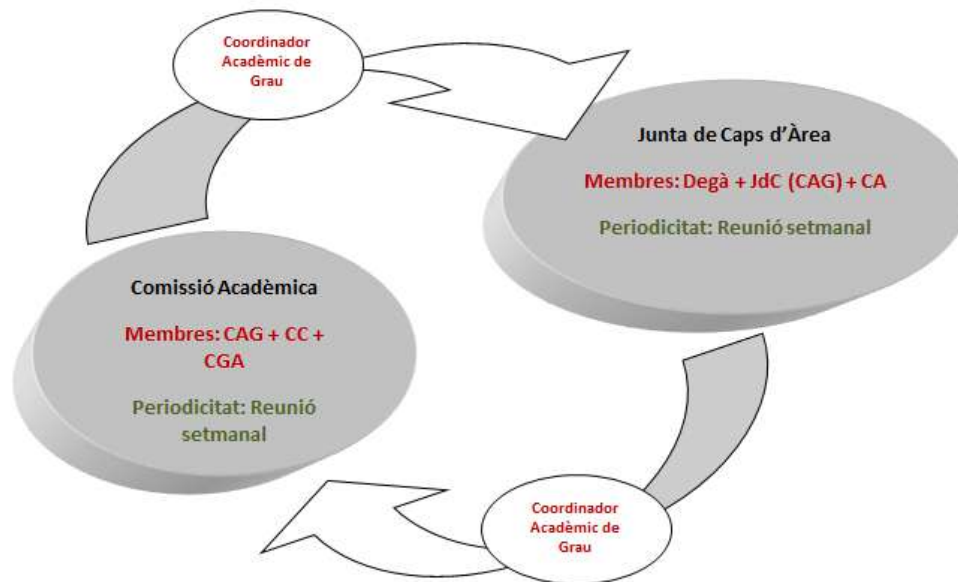 Coordinador
Acadèmic de
Grau
Junta de Caps d'Àrea
Membres: Degà + JdC (CAG) + CA
Periodicitat: Reunió setmanal
Comissió Acadèmica
Membres: CAG + CC +
CGA
Periodicitat: Reunió
setmanal
Coordinador
Acadèmic de
Grau